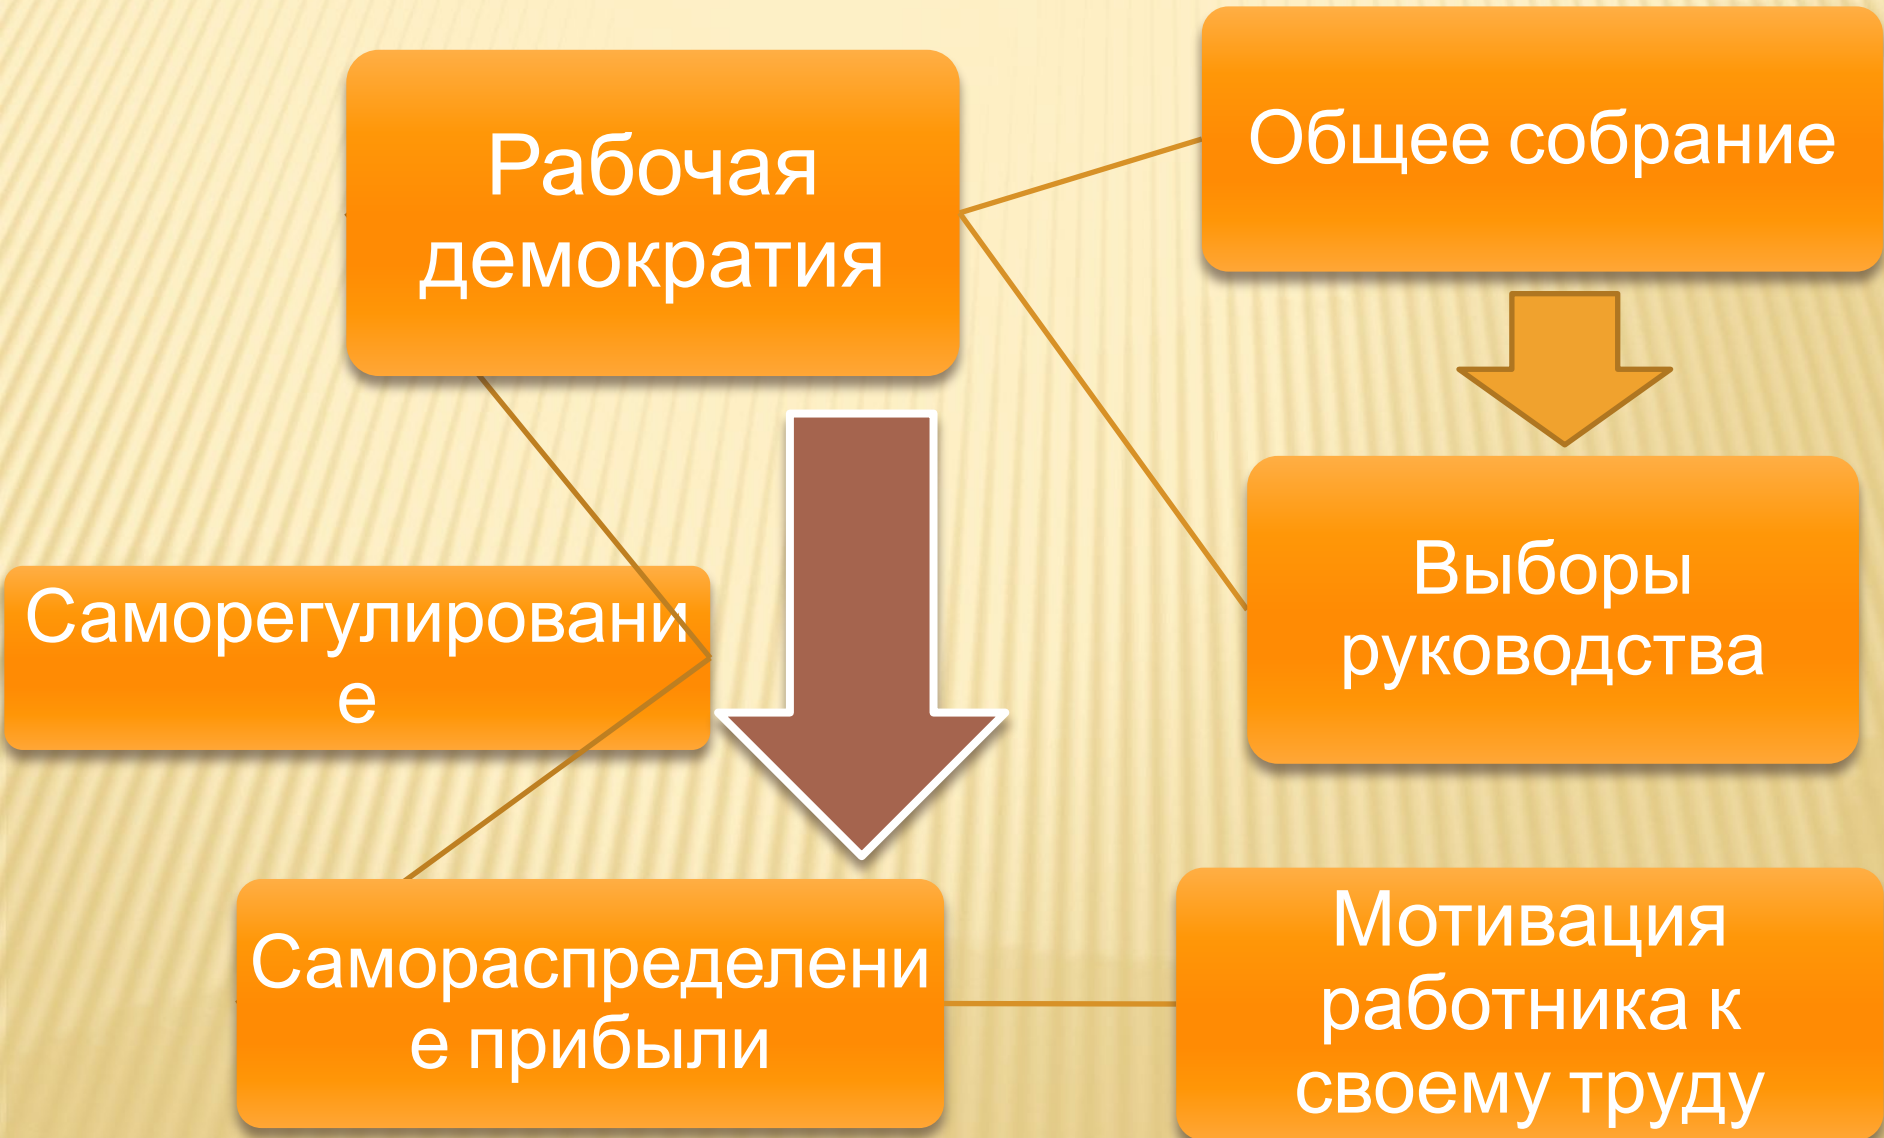 Рабочая
демократия
Общее собрание
Выборы
руководства
Саморегулировани
е
Самораспределени
е прибыли
Мотивация
работника к
своему труду